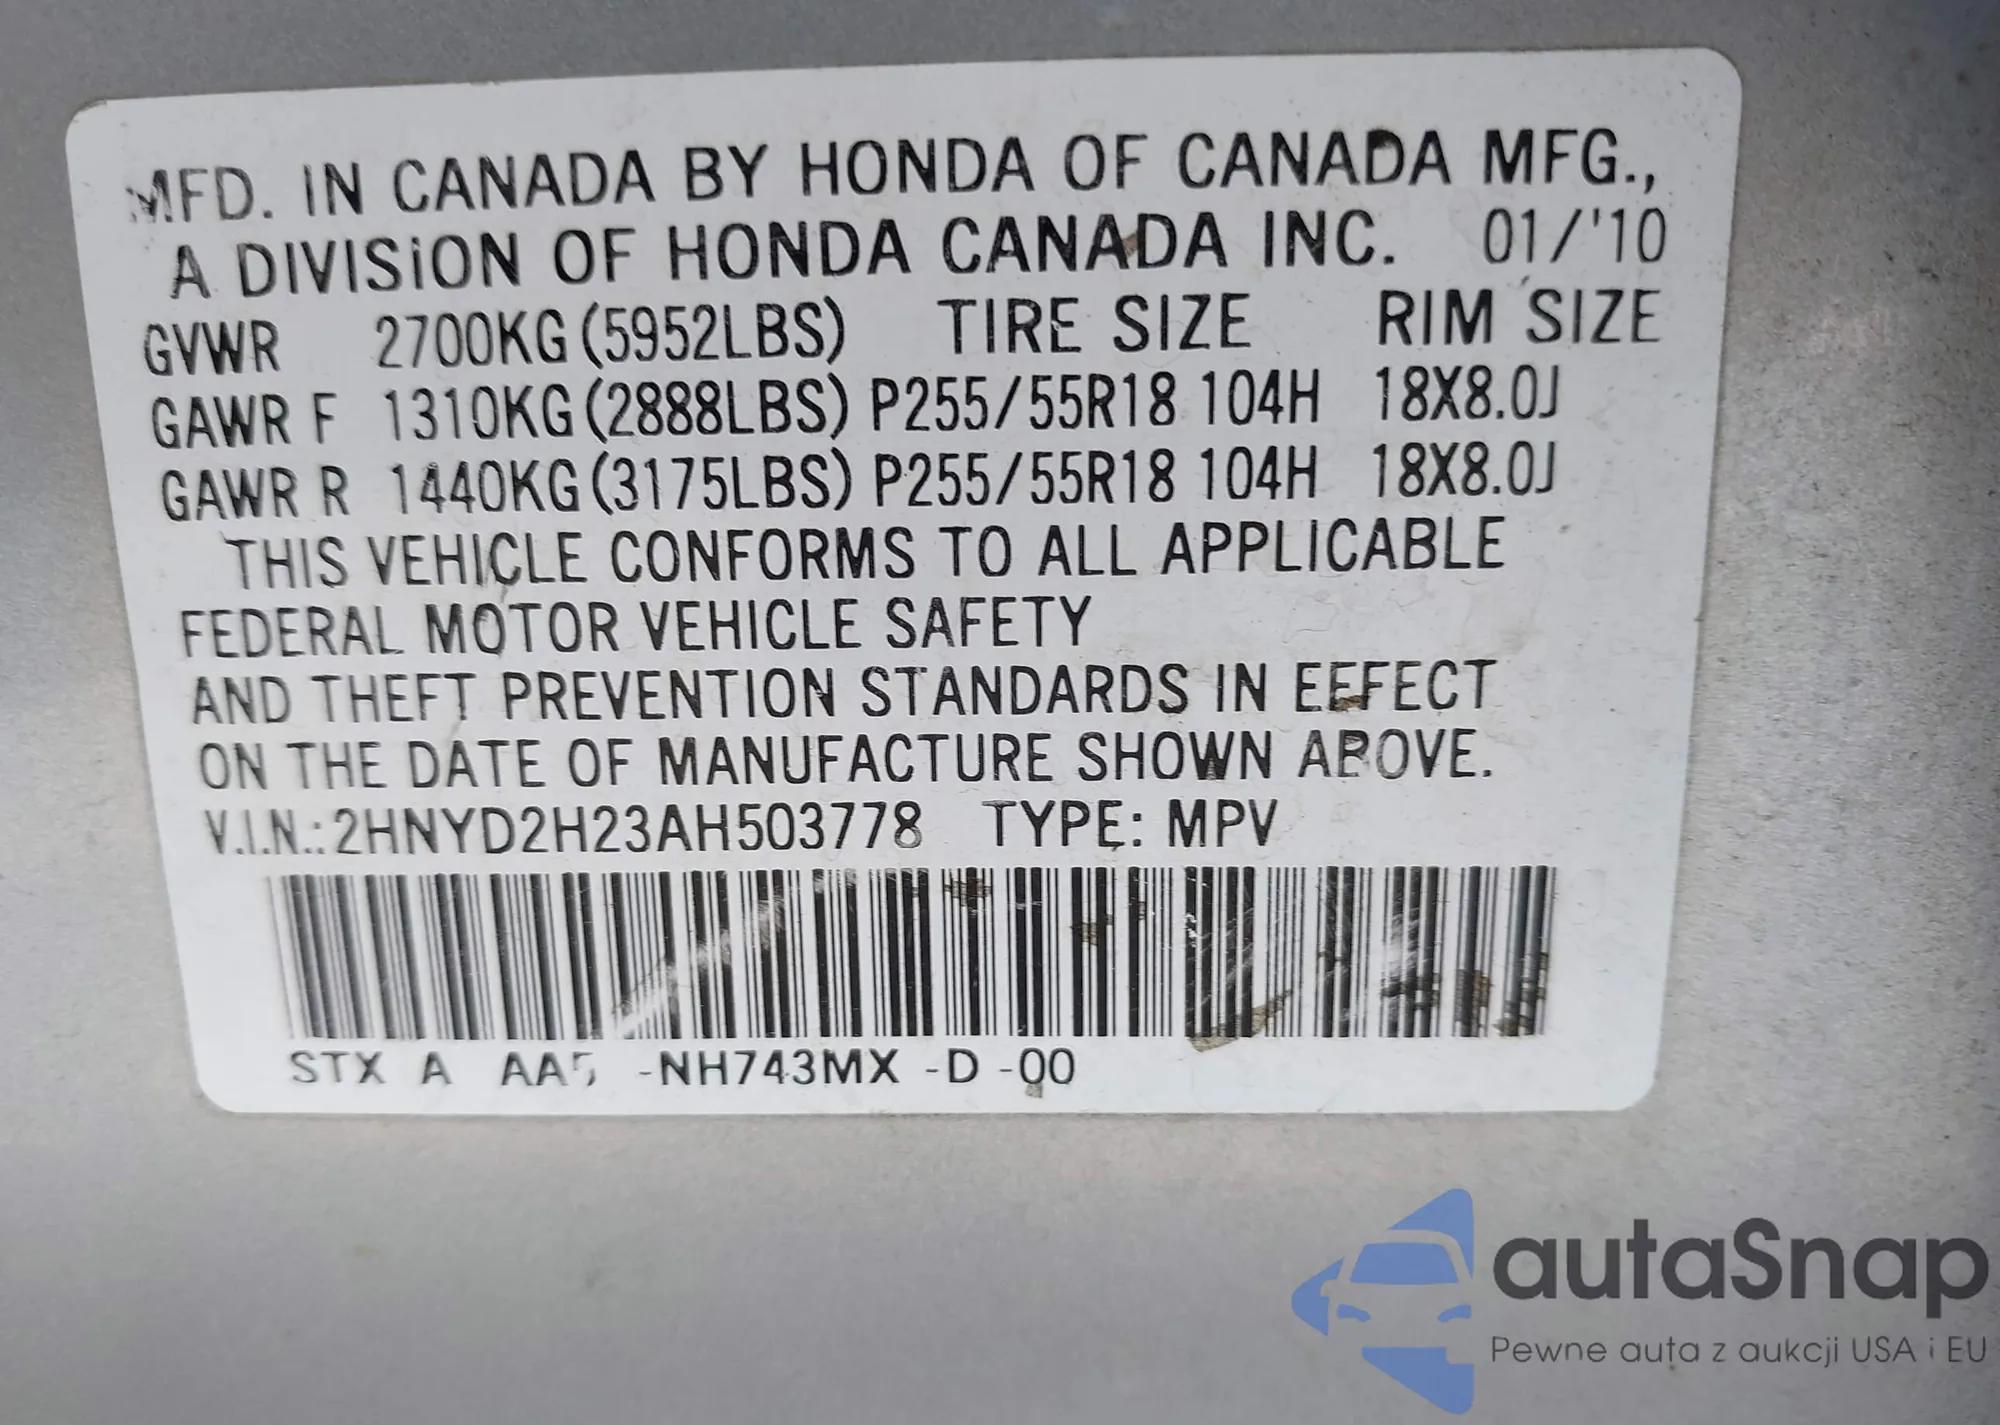 MFD. IN CANADA BY HONDA OF CANADA MFG.,
A DIVISION OF HONDA CANADA INC. 01/'10
GVWR 2700KG (5952LBS) TIRE SIZE RIM SIZE
GAWR F 1310KG (2888LBS) P255/55R18 104H 18X8.0J
GAWR R 1440KG (3175LBS) P255/55R18 104H 18X8.0J
THIS VEHICLE CONFORMS TO ALL APPLICABLE
FEDERAL MOTOR VEHICLE SAFETY
AND THEFT PREVENTION STANDARDS IN EFFECT
ON THE DATE OF MANUFACTURE SHOWN ABOVE.
V.I.N.: 2HNYD2H23AH503778 TYPE: MPV
STX A AA5 -NH743MX -D -00
autaSnap
Pewne auta z aukcji USA i EU